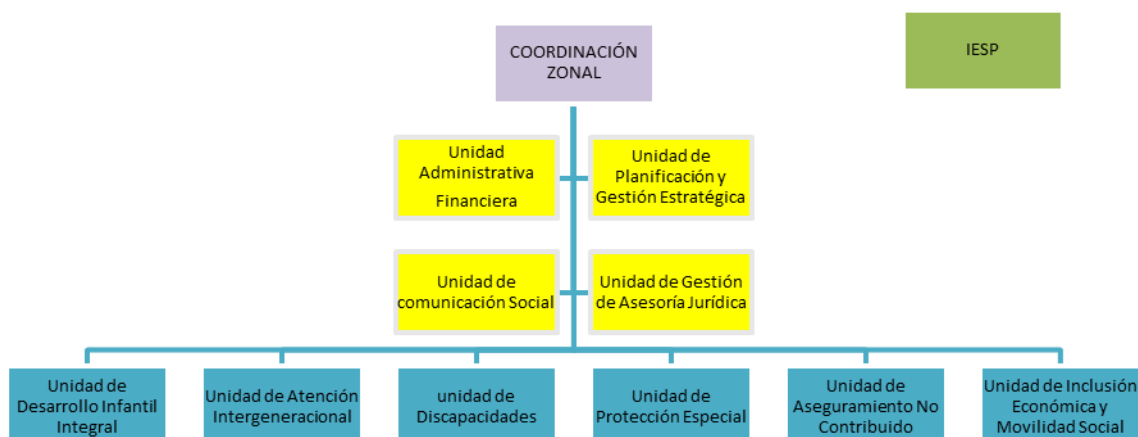 COORDINACIÓN
ZONAL
IESP
Unidad
Administrativa
Financiera
Unidad de
Planificación y
Gestión Estratégica
Unidad de
comunicación Social
Unidad de Gestión
de Asesoría Jurídica
Unidad de
Desarrollo Infantil
Integral
Unidad de Atención
Intergeneracional
unidad de
Discapacidades
Unidad de
Protección Especial
Unidad de
Aseguramiento No
Contribuido
Unidad de Inclusión
Económica y
Movilidad Social